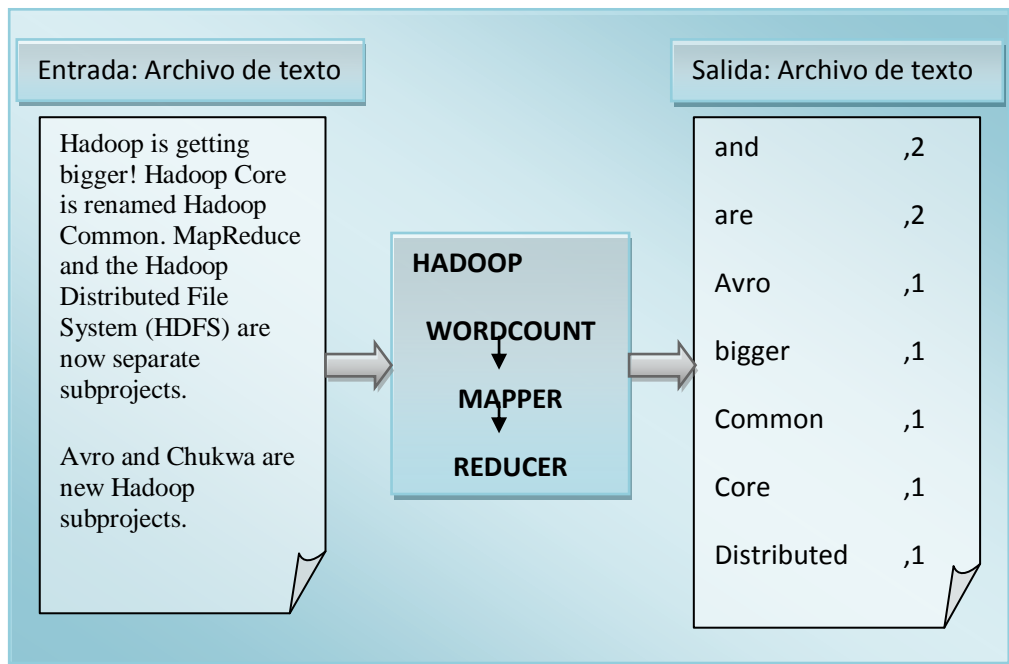 Entrada: Archivo de texto
Hadoop is getting
bigger! Hadoop Core
is renamed Hadoop
Common. MapReduce
and the Hadoop
Distributed File
System (HDFS) are
now separate
subprojects.
Avro and Chukwa are
new Hadoop
subprojects.
HADOOP
WORDCOUNT
MAPPER
REDUCER
Salida: Archivo de texto
and ,2
are ,2
Avro ,1
bigger ,1
Common ,1
Core ,1
Distributed ,1